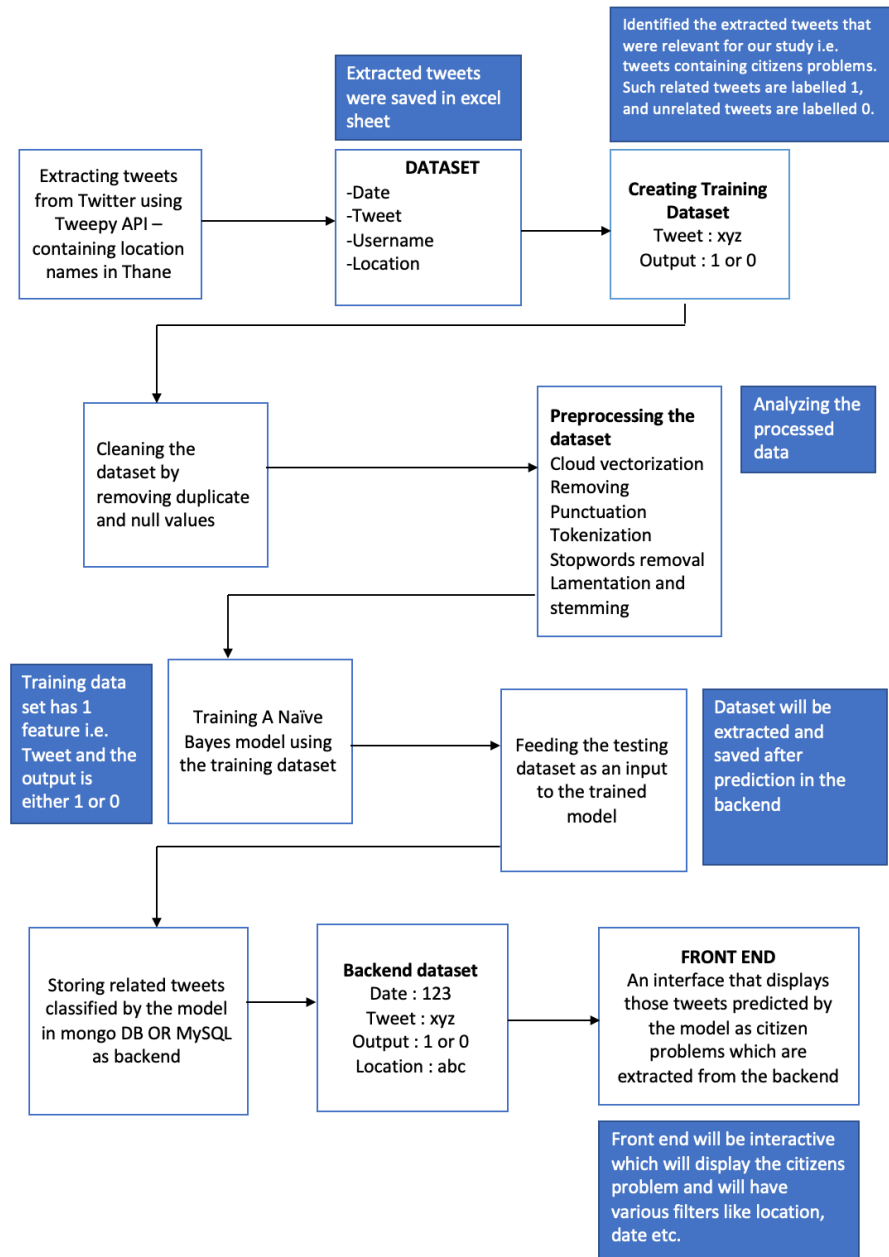 Extracted tweets
were saved in excel
sheet
Identified the extracted tweets that
were relevant for our study i.e.
tweets containing citizens problems.
Such related tweets are labelled 1,
and unrelated tweets are labelled 0.
Extracting tweets
from Twitter using
Tweepy API –
containing location
names in Thane
DATASET
-Date
-Tweet
-Username
-Location
Creating Training
Dataset
Tweet : xyz
Output : 1 or 0
Cleaning the
dataset by
removing duplicate
and null values
Preprocessing the
dataset
Cloud vectorization
Removing
Punctuation
Tokenization
Stopwords removal
Lamentation and
stemming
Analyzing the
processed
data
Training data
set has 1
feature i.e.
Tweet and the
output is
either 1 or 0
Training A Naïve
Bayes model using
the training dataset
Feeding the testing
dataset as an input
to the trained
model
Dataset will be
extracted and
saved after
prediction in the
backend
Storing related tweets
classified by the model
in mongo DB OR MySQL
as backend
Backend dataset
Date : 123
Tweet : xyz
Output : 1 or 0
Location : abc
FRONT END
An interface that displays
those tweets predicted by
the model as citizen
problems which are
extracted from the backend
Front end will be interactive
which will display the citizens
problem and will have
various filters like location,
date etc.